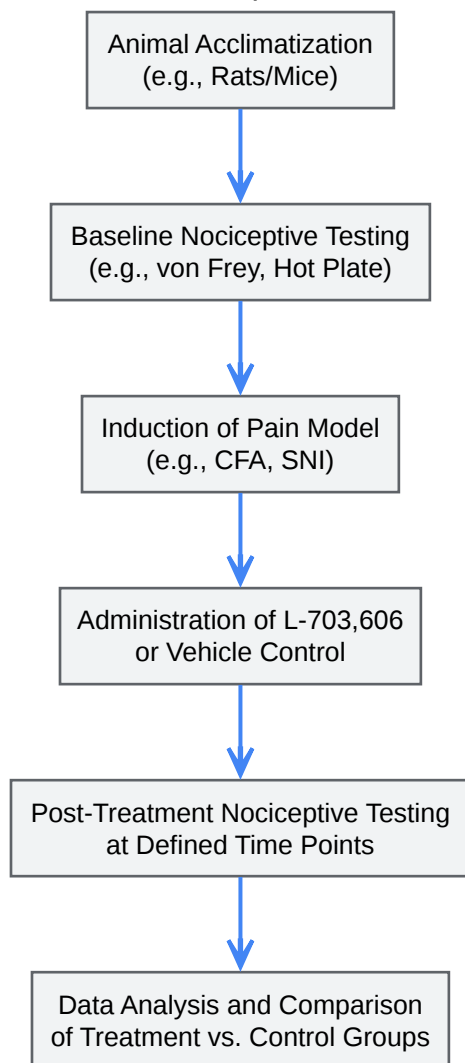 Animal Acclimatization
(e.g., Rats/Mice)
Baseline Nociceptive Testing
(e.g., von Frey, Hot Plate)
Induction of Pain Model
(e.g., CFA, SNI)
Administration of L-703,606
or Vehicle Control
Post-Treatment Nociceptive Testing
at Defined Time Points
Data Analysis and Comparison
of Treatment vs. Control Groups